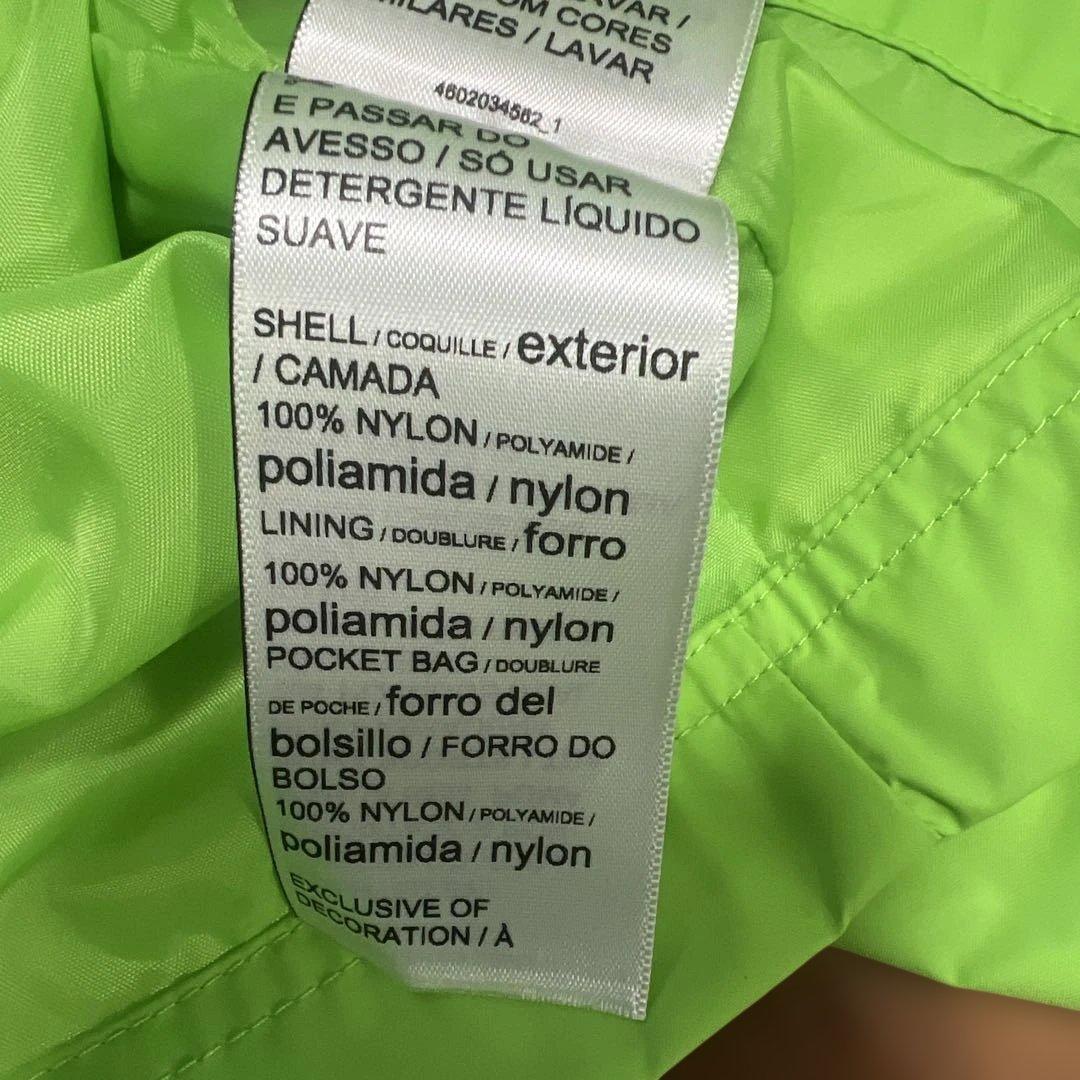 LAVAR /
COM CORES
LARES / LAVAR
4602034562_1
E PASSAR DO
AVESSO / SÓ USAR
DETERGENTE LÍQUIDO
SUAVE
SHELL / COQUILLE / exterior
/ CAMADA
100% NYLON / POLYAMIDE /
poliamida / nylon
LINING / DOUBLURE / forro
100% NYLON / POLYAMIDE /
poliamida / nylon
POCKET BAG / DOUBLURE
DE POCHE / forro del
bolsillo / FORRO DO
BOLSO
100% NYLON / POLYAMIDE /
poliamida / nylon
EXCLUSIVE OF
DECORATION / À